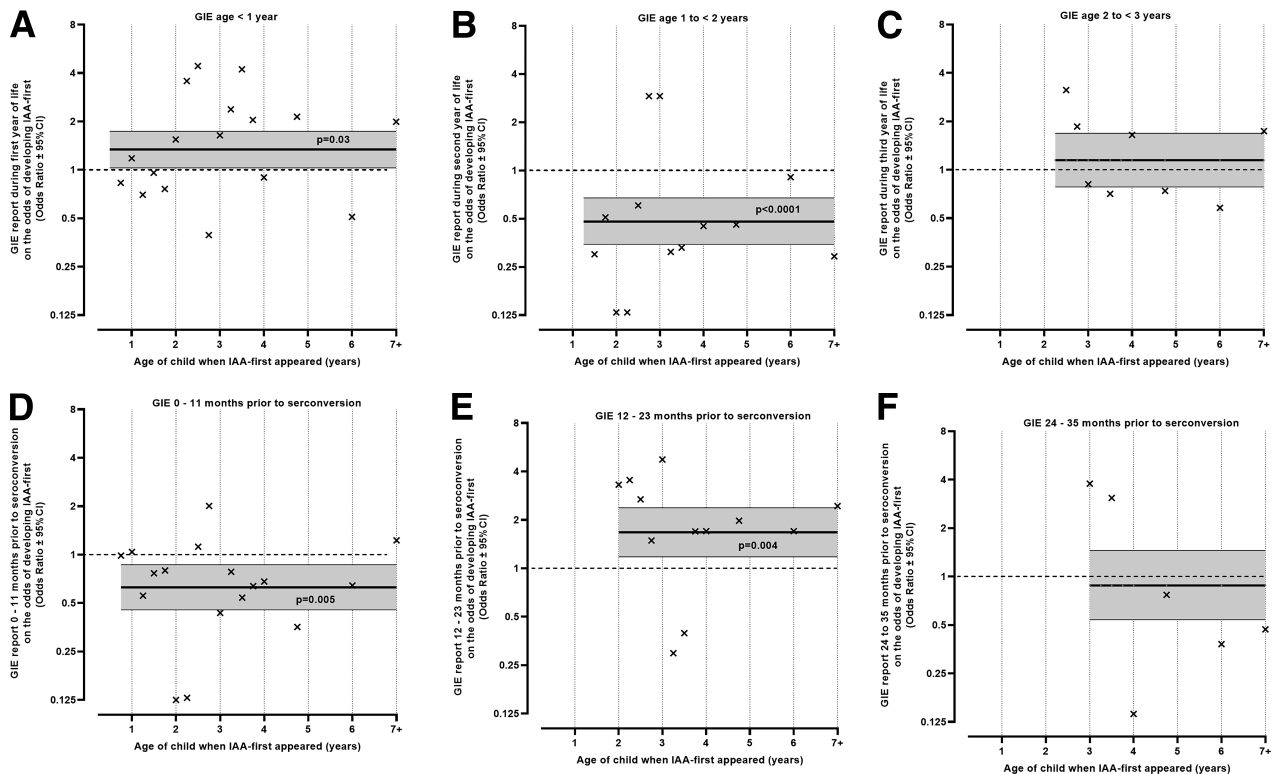 A
GIE age < 1 year
GIE report during first year of life
on the odds of developing IAA-first
(Odds Ratio ± 95%CI)
8
4
2
1
0.5
0.25
0.125
p=0.03
1 2 3 4 5 6 7+
Age of child when IAA-first appeared (years)
B
GIE age 1 to < 2 years
GIE report during second year of life
on the odds of developing IAA-first
(Odds Ratio ± 95%CI)
8
4
2
1
0.5
0.25
0.125
p<0.0001
1 2 3 4 5 6 7+
Age of child when IAA-first appeared (years)
C
GIE age 2 to < 3 years
GIE report during third year of life
on the odds of developing IAA-first
(Odds Ratio ± 95%CI)
8
4
2
1
0.5
0.25
0.125
1 2 3 4 5 6 7+
Age of child when IAA-first appeared (years)
D
GIE 0 - 11 months prior to serconversion
GIE report 0 - 11 months prior to seroconversion
on the odds of developing IAA-first
(Odds Ratio ± 95%CI)
8
4
2
1
0.5
0.25
0.125
p=0.005
1 2 3 4 5 6 7+
Age of child when IAA-first appeared (years)
E
GIE 12 - 23 months prior to serconversion
GIE report 12 - 23 months prior to seroconversion
on the odds of developing IAA-first
(Odds Ratio ± 95%CI)
8
4
2
1
0.5
0.25
0.125
p=0.004
1 2 3 4 5 6 7+
Age of child when IAA-first appeared (years)
F
GIE 24 - 35 months prior to serconversion
GIE report 24 to 35 months prior to seroconversion
on the odds of developing IAA-first
(Odds Ratio ± 95%CI)
8
4
2
1
0.5
0.25
0.125
1 2 3 4 5 6 7+
Age of child when IAA-first appeared (years)